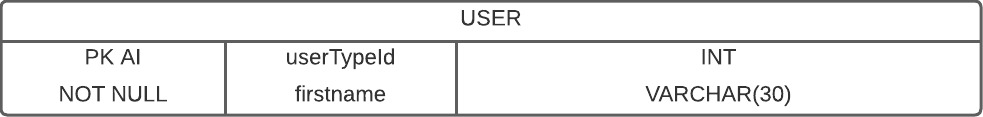 USER
PK AI userTypeId INT
NOT NULL firstname VARCHAR(30)